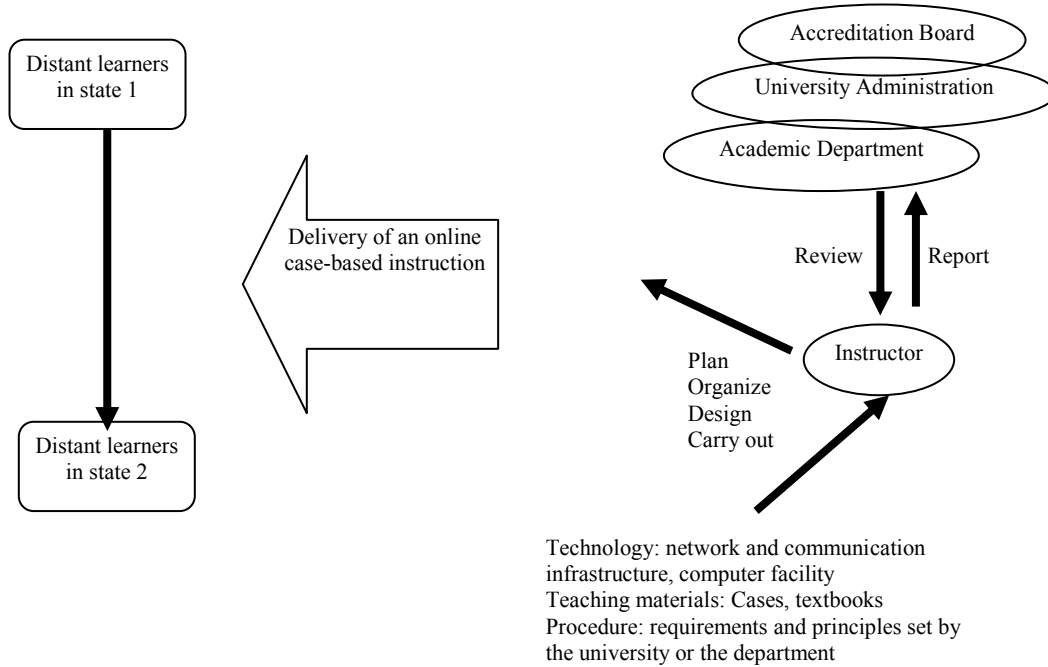 Accreditation Board
University Administration
Academic Department
Distant learners
in state 1
Delivery of an online
case-based instruction
Review
Report
Instructor
Plan
Organize
Design
Carry out
Distant learners
in state 2
Technology: network and communication
infrastructure, computer facility
Teaching materials: Cases, textbooks
Procedure: requirements and principles set by
the university or the department